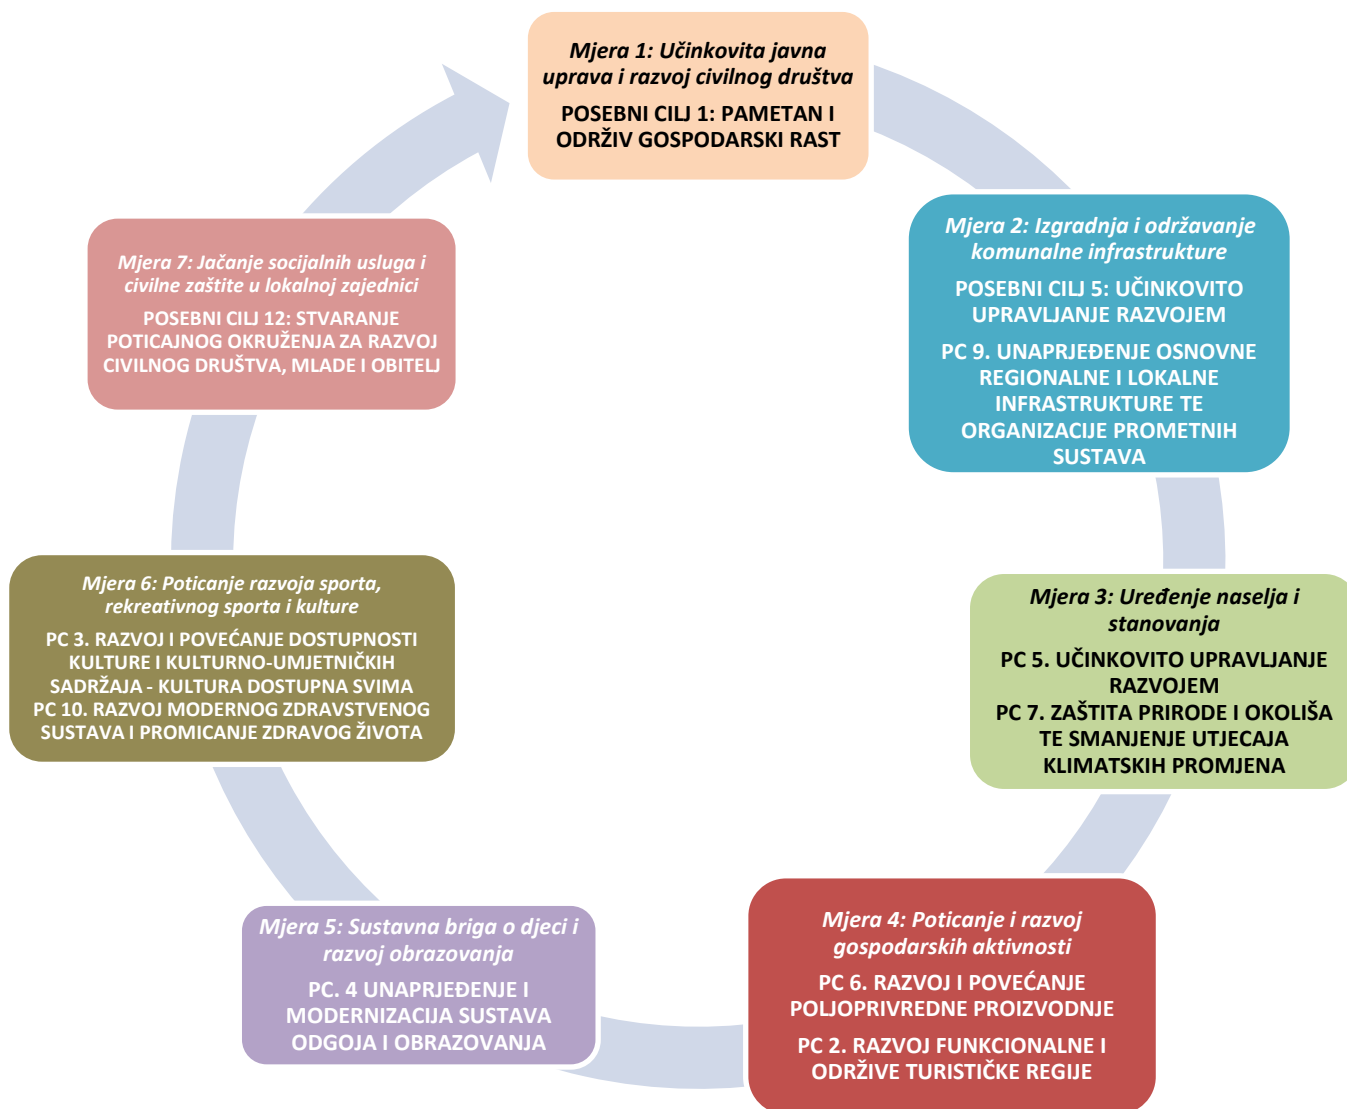 Mjera 1: Učinkovita javna
uprava i razvoj civilnog društva
POSEBNI CILJ 1: PAMETAN I
ODRŽIV GOSPODARSKI RAST
Mjera 2: Izgradnja i održavanje
komunalne infrastrukture
POSEBNI CILJ 5: UČINKOVITO
UPRAVLJANJE RAZVOJEM
PC 9. UNAPRJEĐENJE OSNOVNE
REGIONALNE I LOKALNE
INFRASTRUKTURE TE
ORGANIZACIJE PROMETNIH
SUSTAVA
Mjera 3: Uređenje naselja i
stanovanja
PC 5. UČINKOVITO UPRAVLJANJE
RAZVOJEM
PC 7. ZAŠTITA PRIRODE I OKOLIŠA
TE SMANJENJE UTJECAJA
KLIMATSKIH PROMJENA
Mjera 4: Poticanje i razvoj
gospodarskih aktivnosti
PC 6. RAZVOJ I POVEĆANJE
POLJOPRIVREDNE PROIZVODNJE
PC 2. RAZVOJ FUNKCIONALNE I
ODRŽIVE TURISTIČKE REGIJE
Mjera 5: Sustavna briga o djeci i
razvoj obrazovanja
PC. 4 UNAPRJEĐENJE I
MODERNIZACIJA SUSTAVA
ODGOJA I OBRAZOVANJA
Mjera 6: Poticanje razvoja sporta,
rekreativnog sporta i kulture
PC 3. RAZVOJ I POVEĆANJE DOSTUPNOSTI
KULTURE I KULTURNO-UMJETNIČKIH
SADRŽAJA - KULTURA DOSTUPNA SVIMA
PC 10. RAZVOJ MODERNOG ZDRAVSTVENOG
SUSTAVA I PROMICANJE ZDRAVOG ŽIVOTA
Mjera 7: Jačanje socijalnih usluga i
civilne zaštite u lokalnoj zajednici
POSEBNI CILJ 12: STVARANJE
POTICAJNOG OKRUŽENJA ZA RAZVOJ
CIVILNOG DRUŠTVA, MLADE I OBITELJ